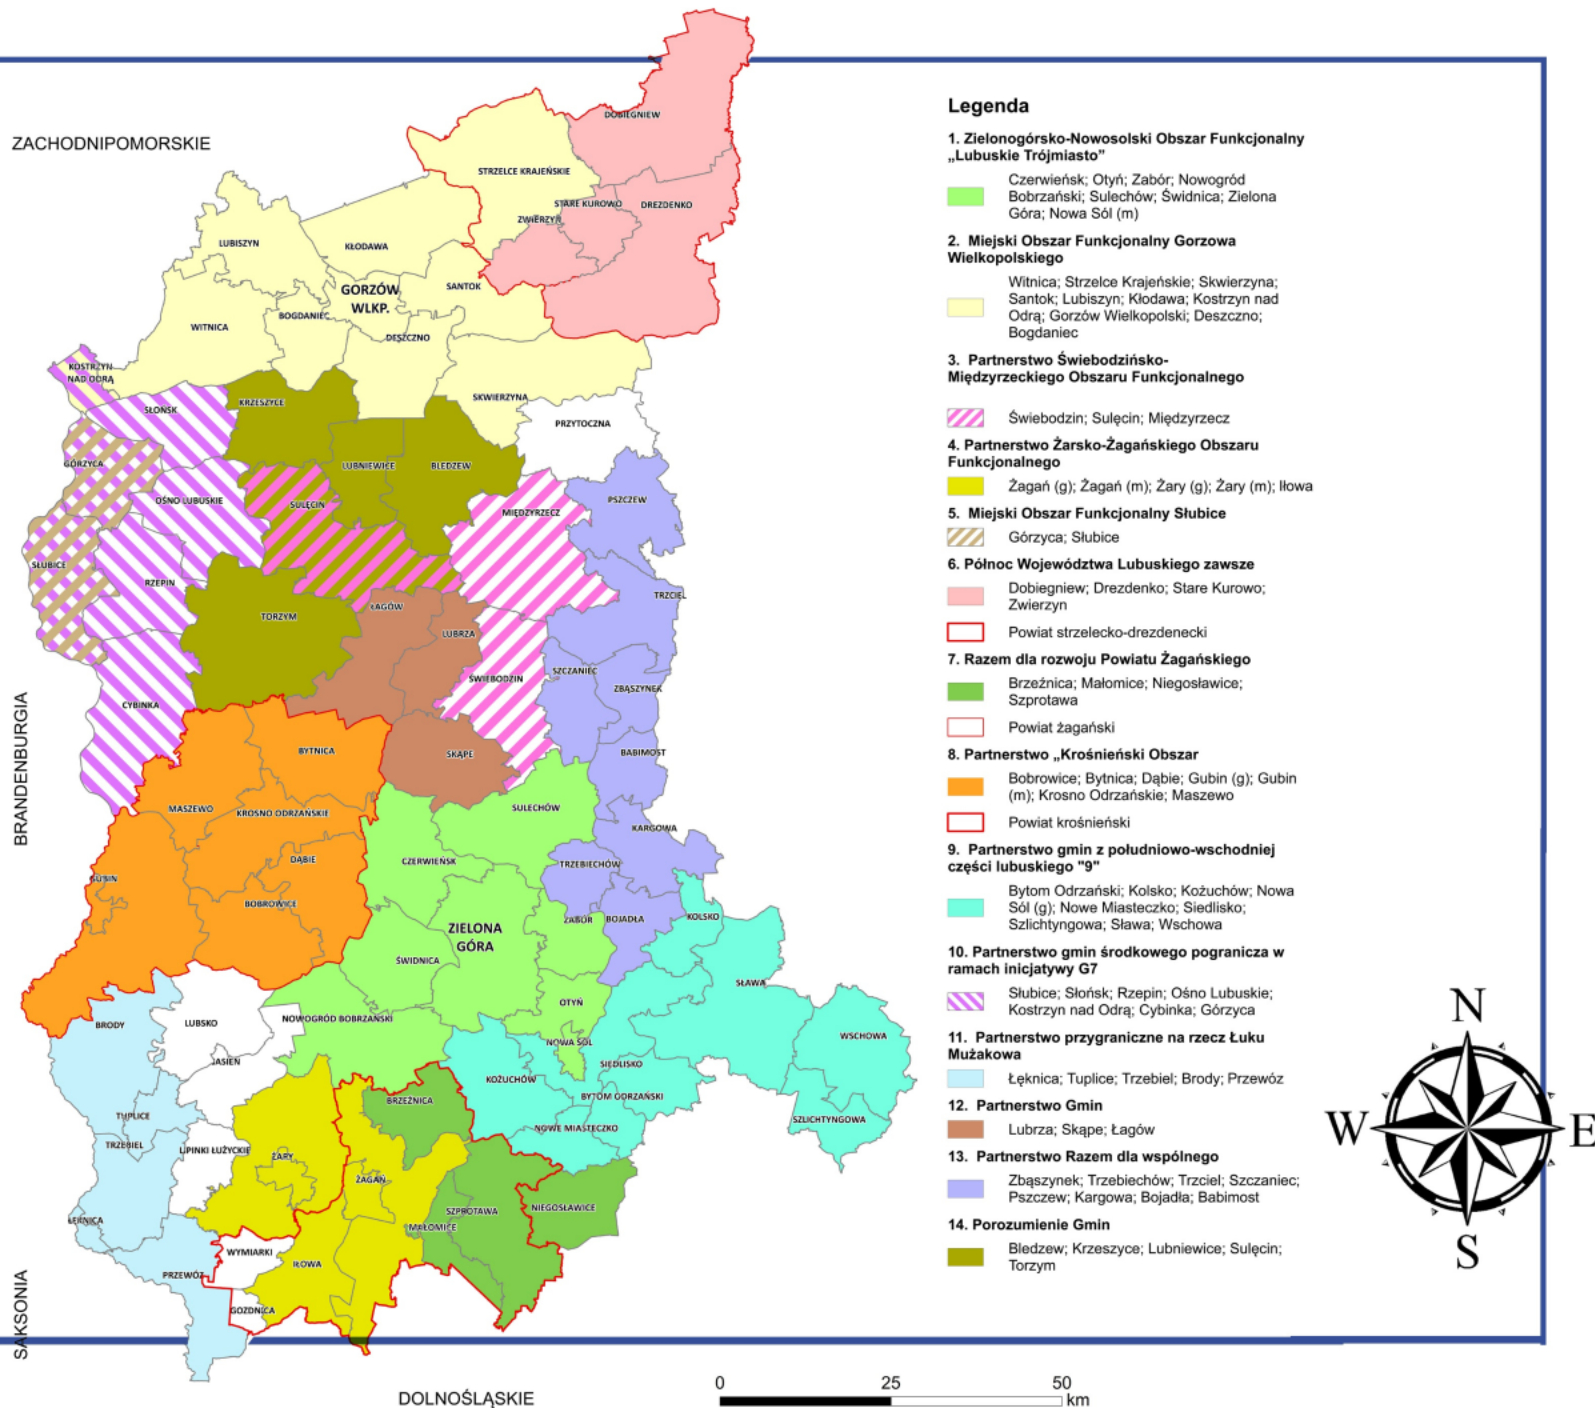 ZACHODNIPOMORSKIE
BRANDENBURGIA
SAKSONIA
DOLNOŚLĄSKIE
DOBIEGNIEW
STRZELCE KRAJEŃSKIE
STARE KUROWO
DREZDENKO
ZWIERZYN
LUBISZYN
KŁODAWA
SANTOK
GORZÓW
WLKP.
BOGDANIEC
WITNICA
DESZCZNO
KOSTRZYN
NAD ODRĄ
SŁOŃSK
KRZESZYCE
SKWIERZYNA
PRZYTOCZNA
GÓRZYCA
LUBNIEWICE
BLEDZEW
OŚNO LUBUSKIE
SULĘCIN
MIĘDZYRZECZ
PSZCZEW
SŁUBICE
RZEPIN
TRZCIEL
TORZYM
ŁAGÓW
LUBRZA
ŚWIEBODZIN
SZCZANIEC
ZBĄSZYNEK
CYBINKA
BYTNICA
SKĄPE
BABIMOST
MASZEWO
KROSNO ODRZAŃSKIE
SULECHÓW
KARGOWA
DĄBIE
CZERWIEŃSK
TRZEBIECHÓW
GUBIN
BOBROWICE
ZABÓR
BOJADŁA
KOLSKO
ZIELONA
GÓRA
ŚWIDNICA
SŁAWA
OTYŃ
BRODY
LUBSKO
NOWOGRÓD BOBRZAŃSKI
WSCHOWA
NOWA SÓL
JASIEŃ
SIEDLISKO
KOŻUCHÓW
BYTOM ODRZAŃSKI
BRZEŹNICA
TUPLICE
SZLICHTYNGOWA
NOWE MIASTECZKO
TRZEBIEL
LIPINKI ŁUŻYCKIE
ŻARY
ŻAGAŃ
SZPROTAWA
NIEGOSŁAWICE
ŁĘKNICA
MAŁOMICE
WYMIARKI
IŁOWA
PRZEWÓZ
GOZDNICA
Legenda
1. Zielonogórsko-Nowosolski Obszar Funkcjonalny
„Lubuskie Trójmiasto”
Czerwieńsk; Otyń; Zabór; Nowogród
Bobrzański; Sulechów; Świdnica; Zielona
Góra; Nowa Sól (m)
2. Miejski Obszar Funkcjonalny Gorzowa
Wielkopolskiego
Witnica; Strzelce Krajeńskie; Skwierzyna;
Santok; Lubiszyn; Kłodawa; Kostrzyn nad
Odrą; Gorzów Wielkopolski; Deszczno;
Bogdaniec
3. Partnerstwo Świebodzińsko-
Międzyrzeckiego Obszaru Funkcjonalnego
Świebodzin; Sulęcin; Międzyrzecz
4. Partnerstwo Żarsko-Żagańskiego Obszaru
Funkcjonalnego
Żagań (g); Żagań (m); Żary (g); Żary (m); Iłowa
5. Miejski Obszar Funkcjonalny Słubice
Górzyca; Słubice
6. Północ Województwa Lubuskiego zawsze
Dobiegniew; Drezdenko; Stare Kurowo;
Zwierzyn
Powiat strzelecko-drezdenecki
7. Razem dla rozwoju Powiatu Żagańskiego
Brzeźnica; Małomice; Niegosławice;
Szprotawa
Powiat żagański
8. Partnerstwo „Krośnieński Obszar
Bobrowice; Bytnica; Dąbie; Gubin (g); Gubin
(m); Krosno Odrzańskie; Maszewo
Powiat krośnieński
9. Partnerstwo gmin z południowo-wschodniej
części lubuskiego "9"
Bytom Odrzański; Kolsko; Kożuchów; Nowa
Sól (g); Nowe Miasteczko; Siedlisko;
Szlichtyngowa; Sława; Wschowa
10. Partnerstwo gmin środkowego pogranicza w
ramach inicjatywy G7
Słubice; Słońsk; Rzepin; Ośno Lubuskie;
Kostrzyn nad Odrą; Cybinka; Górzyca
11. Partnerstwo przygraniczne na rzecz Łuku
Mużakowa
Łęknica; Tuplice; Trzebiel; Brody; Przewóz
12. Partnerstwo Gmin
Lubrza; Skąpe; Łagów
13. Partnerstwo Razem dla wspólnego
Zbąszynek; Trzebiechów; Trzciel; Szczaniec;
Pszczew; Kargowa; Bojadła; Babimost
14. Porozumienie Gmin
Bledzew; Krzeszyce; Lubniewice; Sulęcin;
Torzym
N
W
E
S
0 25 50
km